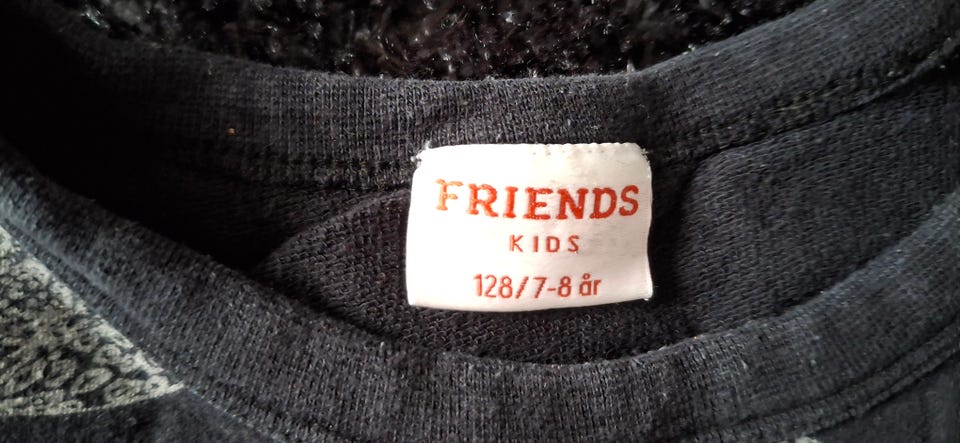 FRIENDS
KIDS
128/7-8 år